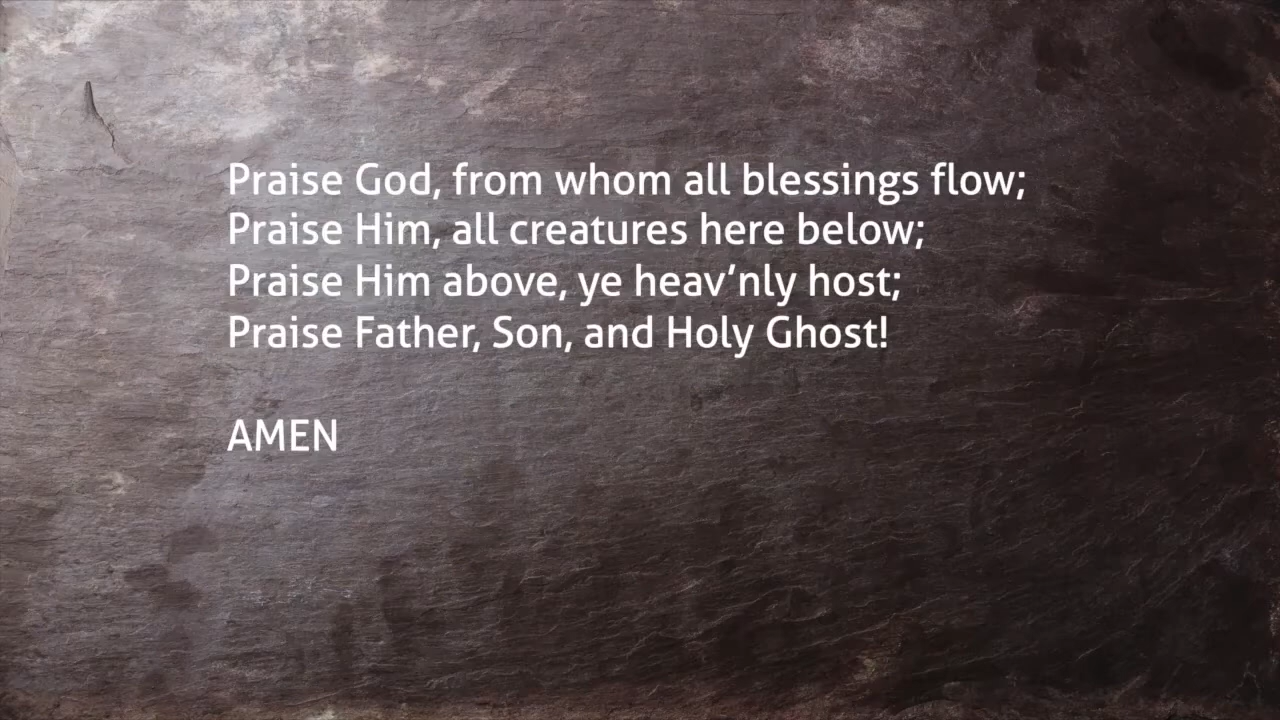 Praise God, from whom all blessings flow;
Praise Him, all creatures here below;
Praise Him above, ye heav’nly host;
Praise Father, Son, and Holy Ghost!
AMEN